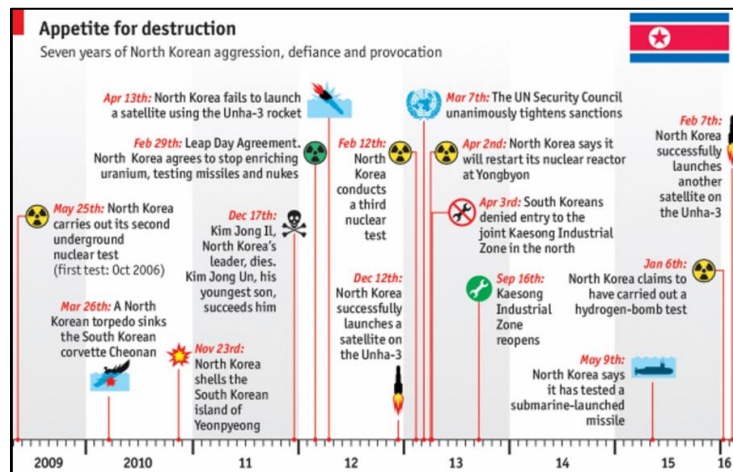 Appetite for destruction
Seven years of North Korean aggression, defiance and provocation
Apr 13th: North Korea fails to launch
a satellite using the Unha-3 rocket
Mar 7th: The UN Security Council
unanimously tightens sanctions
Feb 7th:
North Korea
successfully
launches
another
satellite on
the Unha-3
Feb 29th: Leap Day Agreement.
North Korea agrees to stop enriching
uranium, testing missiles and nukes
Feb 12th:
North
Korea
conducts
a third
nuclear
test
Apr 2nd: North Korea says it
will restart its nuclear reactor
at Yongbyon
May 25th: North Korea
carries out its second
underground
nuclear test
(first test: Oct 2006)
Dec 17th:
Kim Jong Il,
North Korea's
leader, dies.
Kim Jong Un, his
youngest son,
succeeds him
Apr 3rd: South Koreans
denied entry to the
joint Kaesong Industrial
Zone in the north
Jan 6th:
North Korea claims to
have carried out a
hydrogen-bomb test
Dec 12th:
North Korea
successfully
launches a
satellite on
the Unha-3
Sep 16th:
Kaesong
Industrial
Zone
reopens
Mar 26th: A North
Korean torpedo sinks
the South Korean
corvette Cheonan
Nov 23rd:
North Korea
shells the
South Korean
island of
Yeonpyeong
May 9th:
North Korea says
it has tested a
submarine-launched
missile
2009 2010 11 12 13 14 15 16